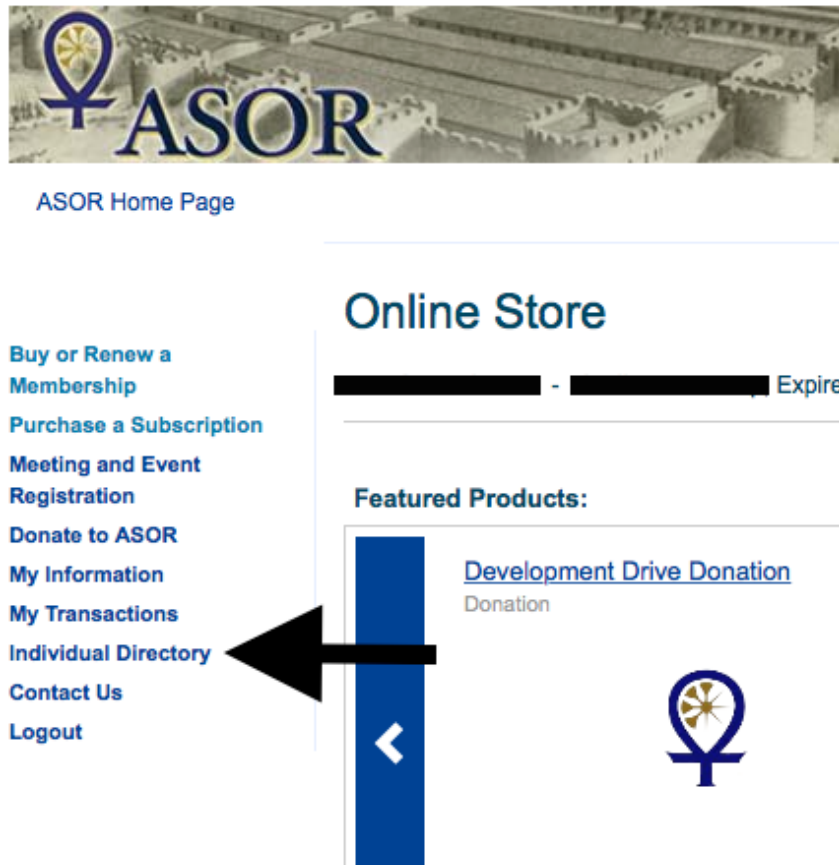 ASOR
ASOR Home Page
Online Store
Buy or Renew a
Membership
- Expire
Purchase a Subscription
Meeting and Event
Registration
Featured Products:
Donate to ASOR
My Information
Development Drive Donation
Donation
My Transactions
Individual Directory
Contact Us
Logout